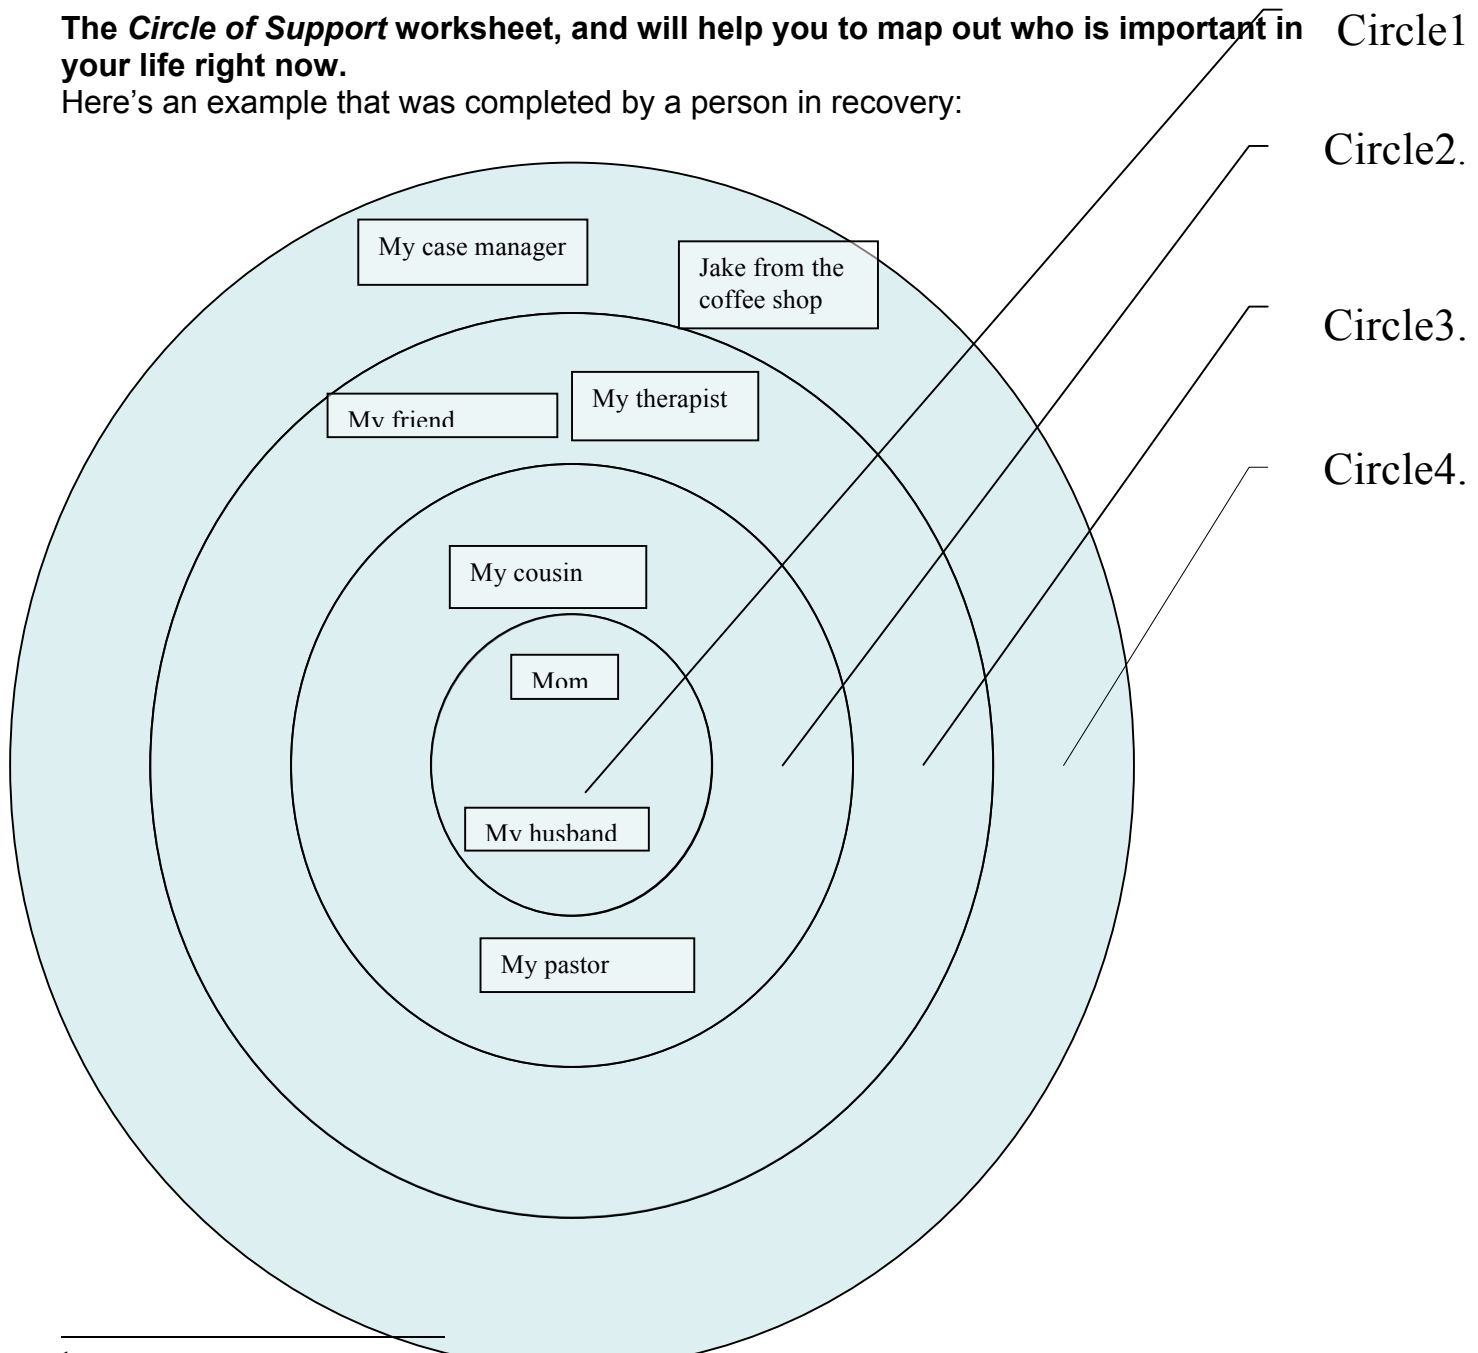 The Circle of Support worksheet, and will help you to map out who is important in
your life right now.
Here’s an example that was completed by a person in recovery:
Circle1
Circle2.
Circle3.
Circle4.
My case manager
Jake from the
coffee shop
My therapist
My friend
My cousin
Mom
My husband
My pastor